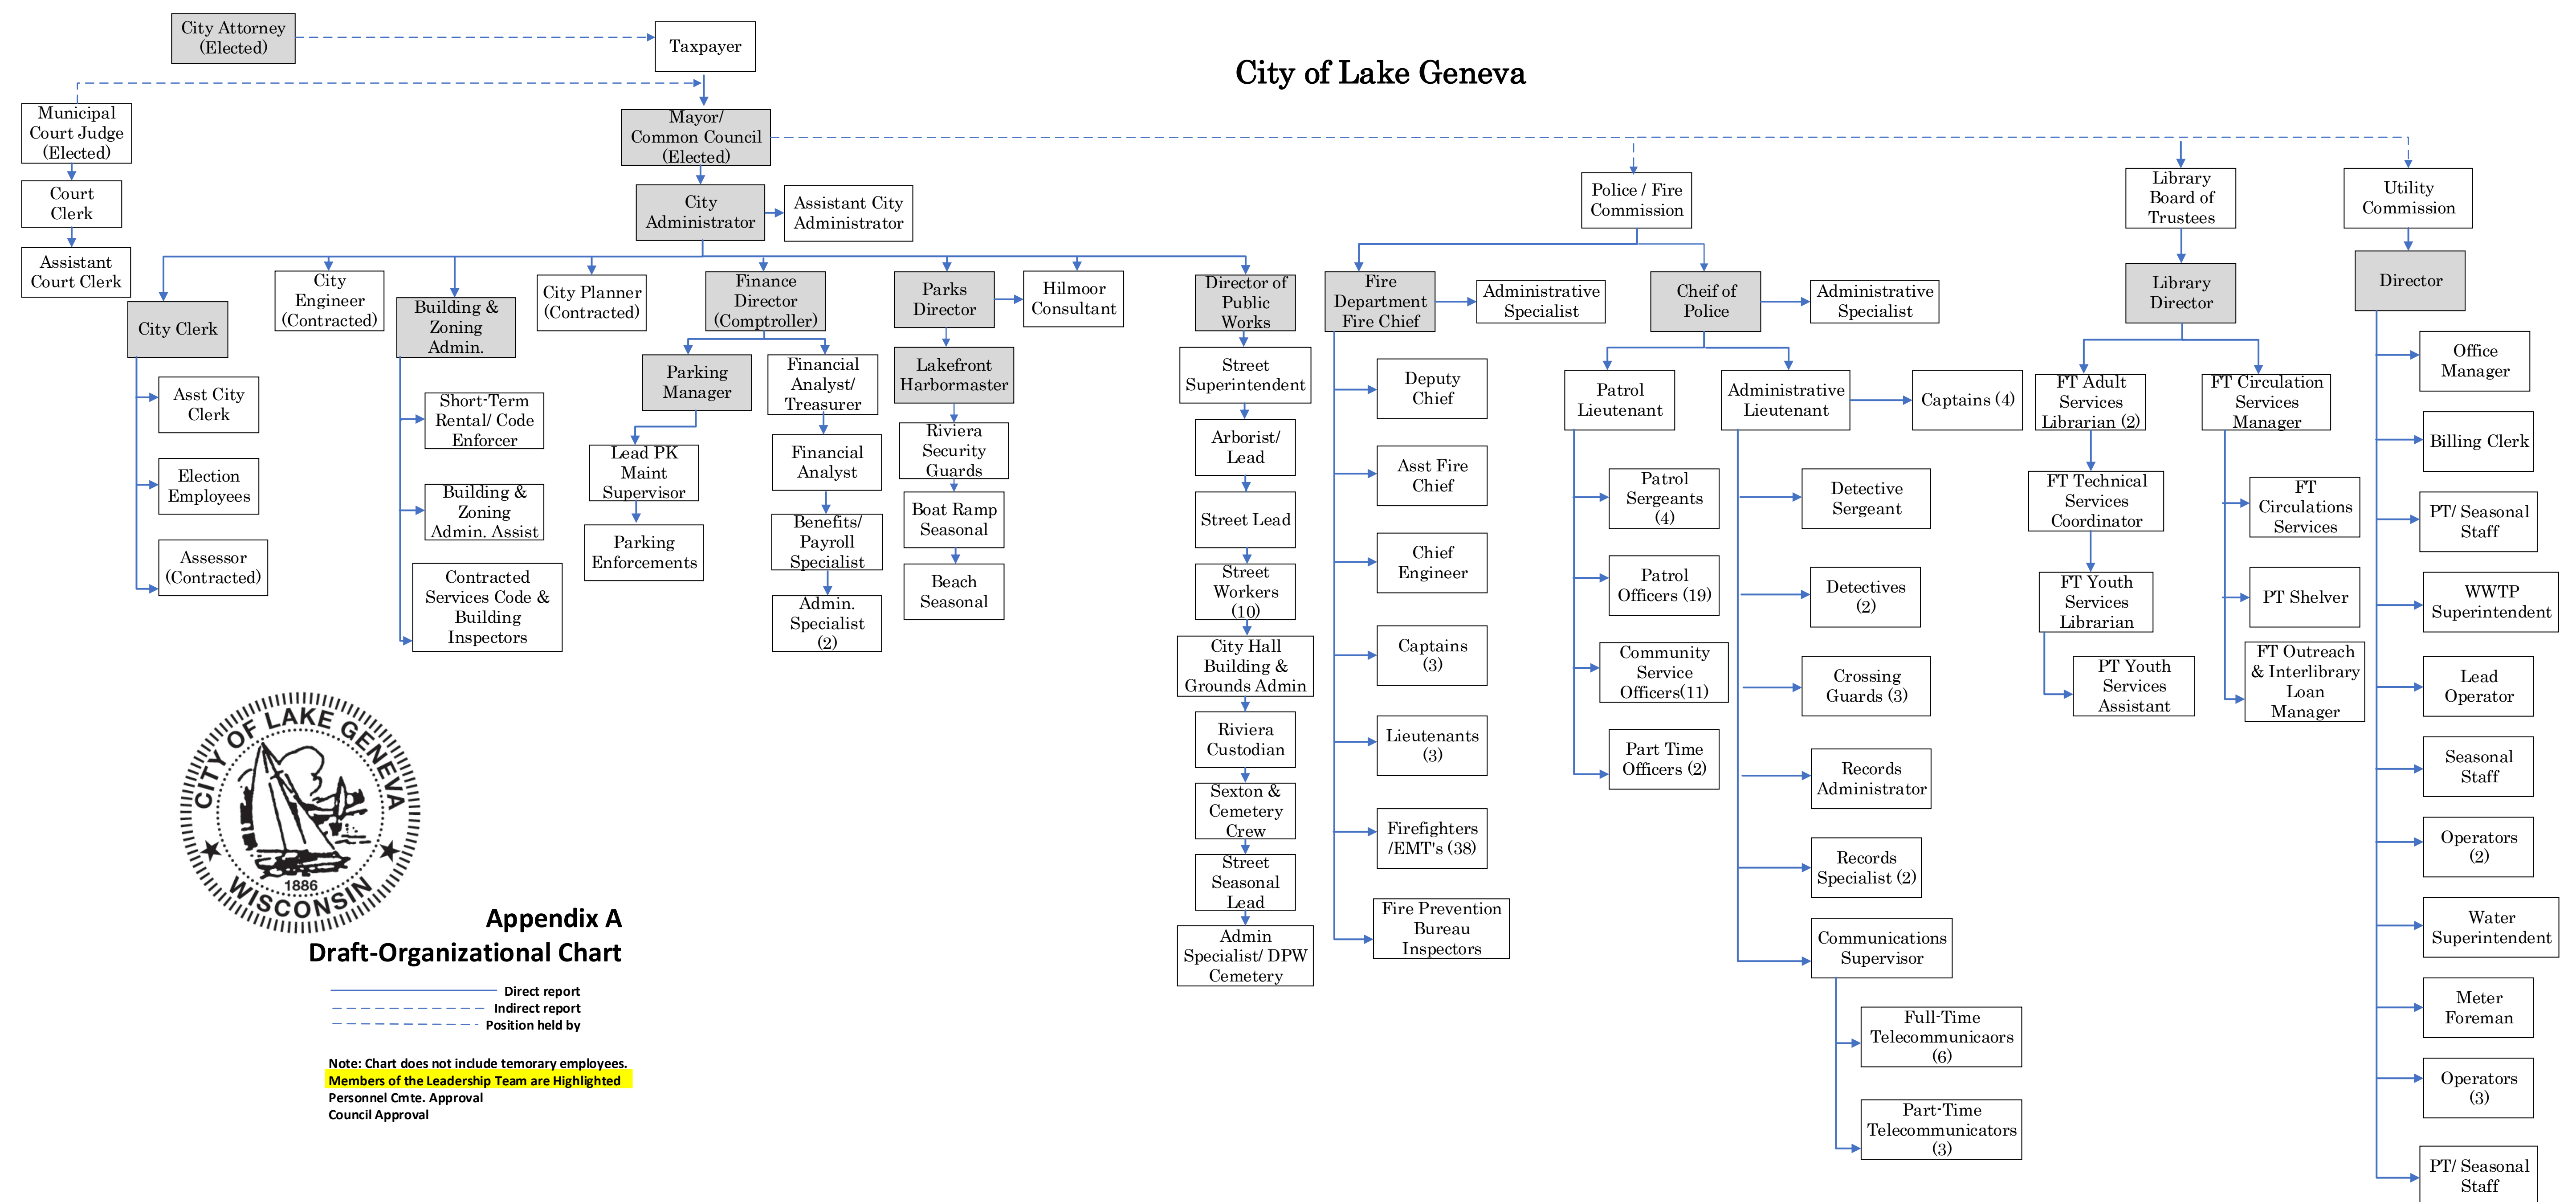 City Attorney
(Elected)
Taxpayer
City of Lake Geneva
Municipal
Court Judge
(Elected)
Mayor/
Common Council
(Elected)
Court
Clerk
Assistant
Court Clerk
City
Administrator
Assistant City
Administrator
Police / Fire
Commission
Library
Board of
Trustees
Utility
Commission
City Clerk
Asst City
Clerk
Election
Employees
Assessor
(Contracted)
City
Engineer
(Contracted)
Building &
Zoning
Admin.
Short-Term
Rental/ Code
Enforcer
Building &
Zoning
Admin. Assist
Contracted
Services Code &
Building
Inspectors
City Planner
(Contracted)
Finance
Director
(Comptroller)
Parking
Manager
Lead PK
Maint
Supervisor
Parking
Enforcements
Financial
Analyst/
Treasurer
Financial
Analyst
Benefits/
Payroll
Specialist
Admin.
Specialist
(2)
Parks
Director
Hilmoor
Consultant
Lakefront
Harbormaster
Riviera
Security
Guards
Boat Ramp
Seasonal
Beach
Seasonal
Director of
Public
Works
Street
Superintendent
Arborist/
Lead
Street Lead
Street
Workers
(10)
City Hall
Building &
Grounds Admin
Riviera
Custodian
Sexton &
Cemetery
Crew
Street
Seasonal
Lead
Admin
Specialist/ DPW
Cemetery
Fire
Department
Fire Chief
Administrative
Specialist
Deputy
Chief
Asst Fire
Chief
Chief
Engineer
Captains
(3)
Lieutenants
(3)
Firefighters
/EMT's (38)
Fire Prevention
Bureau
Inspectors
Cheif of
Police
Administrative
Specialist
Patrol
Lieutenant
Patrol
Sergeants
(4)
Patrol
Officers (19)
Community
Service
Officers(11)
Part Time
Officers (2)
Administrative
Lieutenant
Captains (4)
Detective
Sergeant
Detectives
(2)
Crossing
Guards (3)
Records
Administrator
Records
Specialist (2)
Communications
Supervisor
Full-Time
Telecommunicaors
(6)
Part-Time
Telecommunicators
(3)
Library
Director
FT Adult
Services
Librarian (2)
FT Technical
Services
Coordinator
FT Youth
Services
Librarian
PT Youth
Services
Assistant
FT Circulation
Services
Manager
FT
Circulations
Services
PT Shelver
FT Outreach
& Interlibrary
Loan
Manager
Director
Office
Manager
Billing Clerk
PT/ Seasonal
Staff
WWTP
Superintendent
Lead
Operator
Seasonal
Staff
Operators
(2)
Water
Superintendent
Meter
Foreman
Operators
(3)
PT/ Seasonal
Staff
CITY OF LAKE GENEVA
1886
WISCONSIN
Appendix A
Draft-Organizational Chart
Direct report
Indirect report
Position held by
Note: Chart does not include temorary employees.
Members of the Leadership Team are Highlighted
Personnel Cmte. Approval
Council Approval